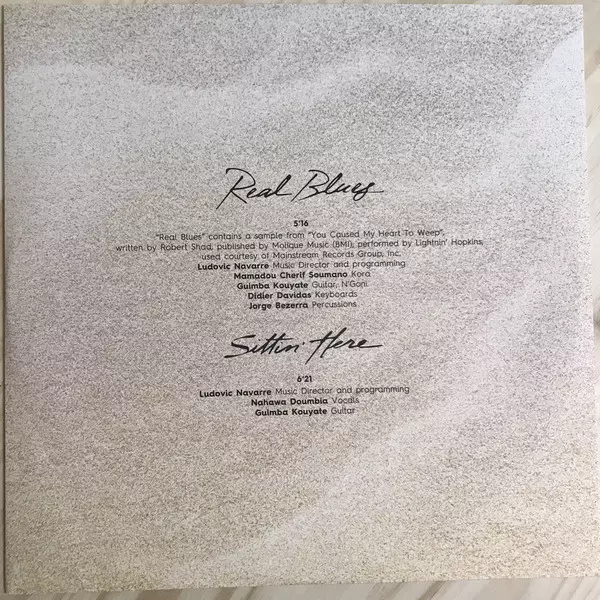 Real Blues
5'16
"Real Blues" contains a sample from "You Caused My Heart To Weep",
written by Robert Shad, published by Molique Music (BMI), performed by Lightnin' Hopkins,
used courtesy of Mainstream Records Group, Inc.
Ludovic Navarre Music Director and programming
Mamadou Cherif Soumano Kora
Guimba Kouyate Guitar, N'Goni
Didier Davidas Keyboards
Jorge Bezerra Percussions
Sittin' Here
6'21
Ludovic Navarre Music Director and programming
Nahawa Doumbia Vocals
Guimba Kouyate Guitar